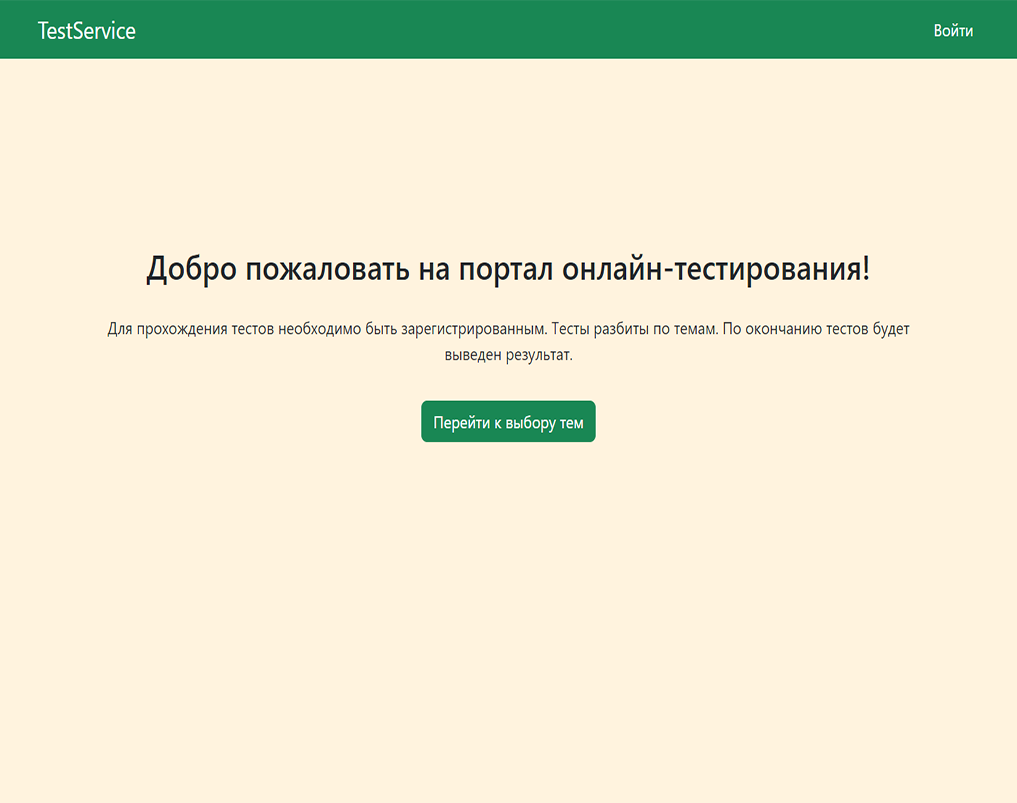 TestService
Войти
Добро пожаловать на портал онлайн-тестирования!
Для прохождения тестов необходимо быть зарегистрированным. Тесты разбиты по темам. По окончанию тестов будет
выведен результат.
Перейти к выбору тем